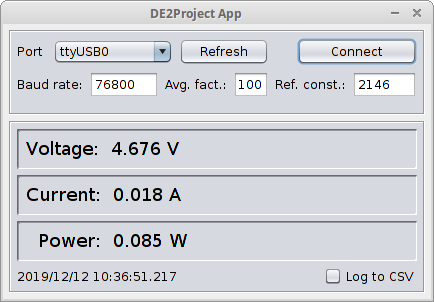 DE2Project App
Port ttyUSB0 Refresh Connect
Baud rate: 76800 Avg. fact.: 100 Ref. const.: 2146
Voltage: 4.676 V
Current: 0.018 A
Power: 0.085 W
2019/12/12 10:36:51.217 Log to CSV